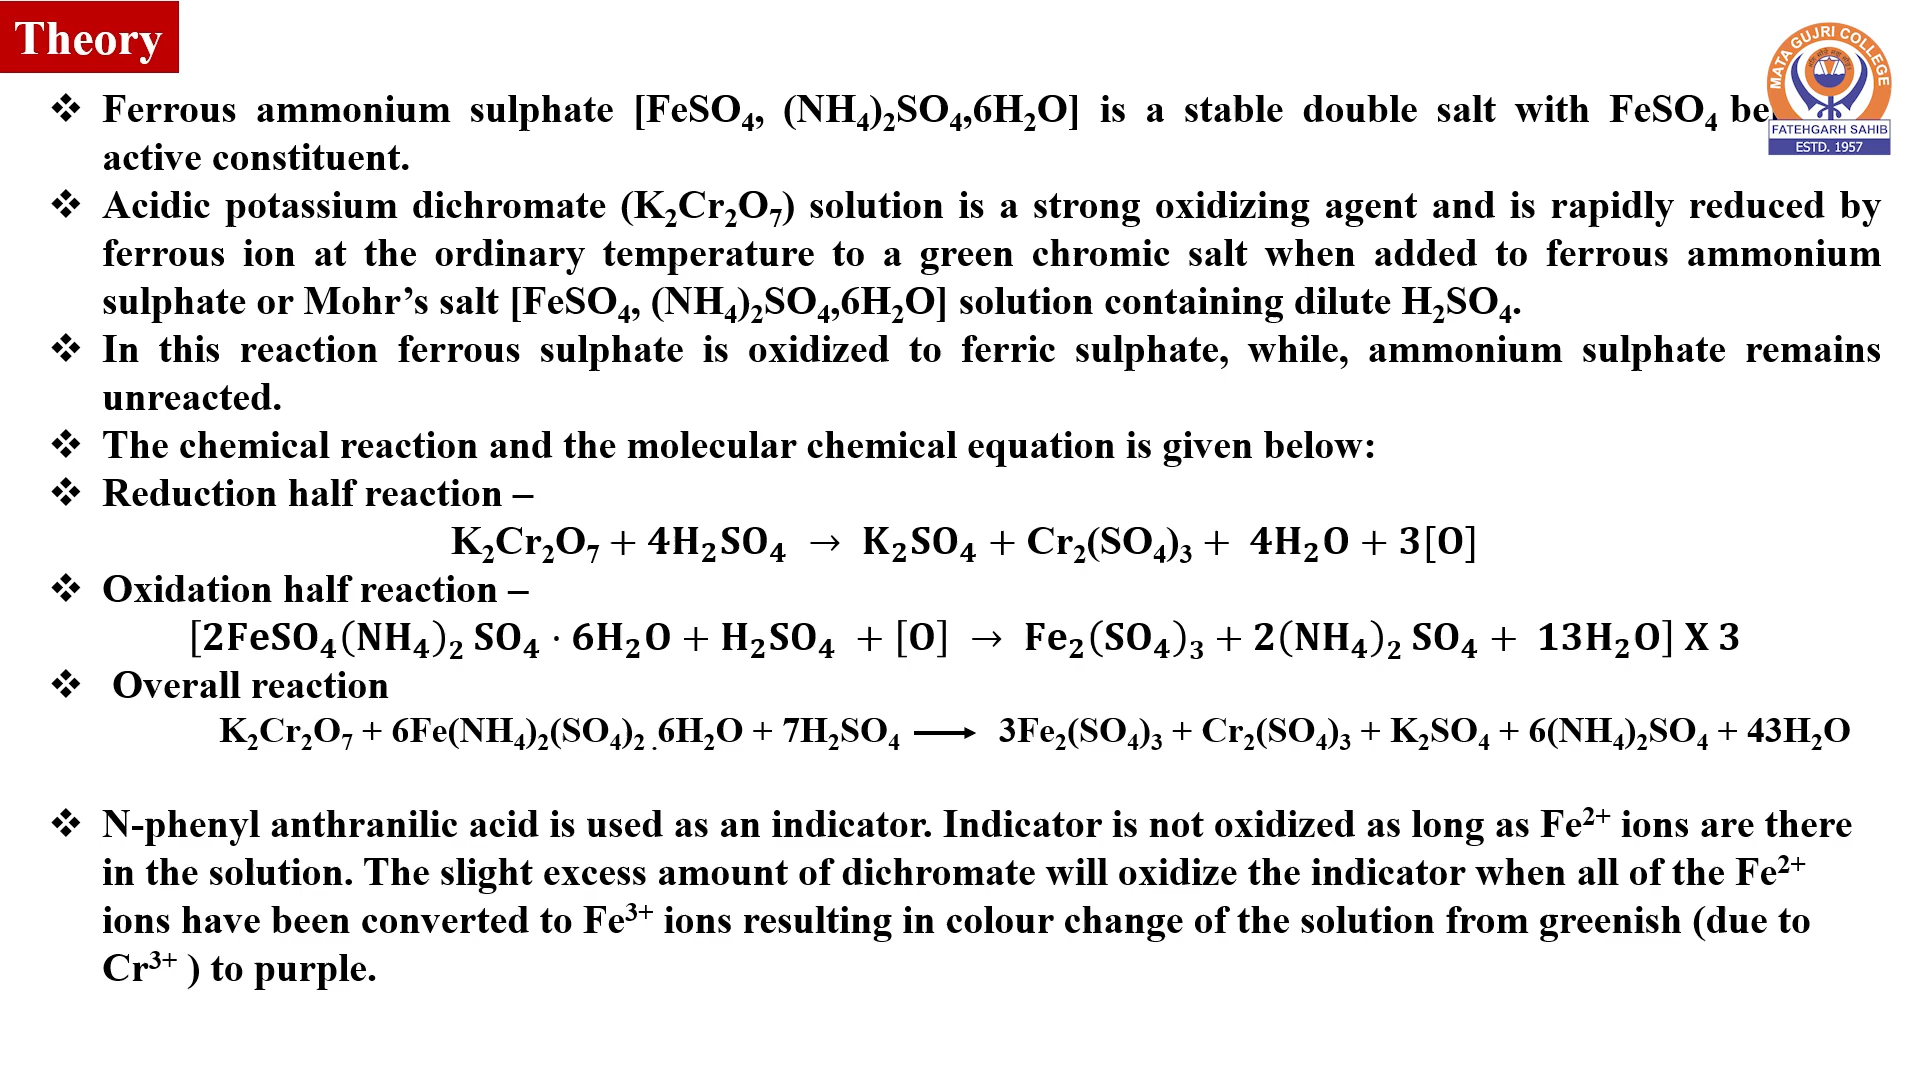 Theory
MATA GUJRI COLLEGE
FATEHGARH SAHIB
ESTD. 1957
❖ Ferrous ammonium sulphate [FeSO₄, (NH₄)₂SO₄,6H₂O] is a stable double salt with FeSO₄
active constituent.
❖ Acidic potassium dichromate (K₂Cr₂O₇) solution is a strong oxidizing agent and is rapidly reduced by
ferrous ion at the ordinary temperature to a green chromic salt when added to ferrous ammonium
sulphate or Mohr’s salt [FeSO₄, (NH₄)₂SO₄,6H₂O] solution containing dilute H₂SO₄.
❖ In this reaction ferrous sulphate is oxidized to ferric sulphate, while, ammonium sulphate remains
unreacted.
❖ The chemical reaction and the molecular chemical equation is given below:
❖ Reduction half reaction –
K₂Cr₂O₇ + 4H₂SO₄ → K₂SO₄ + Cr₂(SO₄)₃ + 4H₂O + 3[O]
❖ Oxidation half reaction –
[2FeSO₄(NH₄)₂ SO₄ · 6H₂O + H₂SO₄ + [O] → Fe₂(SO₄)₃ + 2(NH₄)₂ SO₄ + 13H₂O] X 3
❖ Overall reaction
K₂Cr₂O₇ + 6Fe(NH₄)₂(SO₄)₂ .6H₂O + 7H₂SO₄ ⟶ 3Fe₂(SO₄)₃ + Cr₂(SO₄)₃ + K₂SO₄ + 6(NH₄)₂SO₄ + 43H₂O
❖ N-phenyl anthranilic acid is used as an indicator. Indicator is not oxidized as long as Fe²⁺ ions are there
in the solution. The slight excess amount of dichromate will oxidize the indicator when all of the Fe²⁺
ions have been converted to Fe³⁺ ions resulting in colour change of the solution from greenish (due to
Cr³⁺ ) to purple.